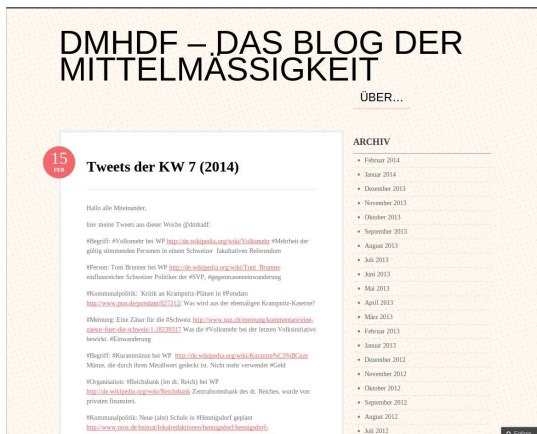 DMHDF – DAS BLOG DER
MITTELMÄSSIGKEIT
ÜBER…
15
FEB
Tweets der KW 7 (2014)
Hallo alle Miteinander,
hier meine Tweets aus dieser Woche @dmhdf:
#Begriff: #Volksmehr bei WP http://de.wikipedia.org/wiki/Volksmehr #Mehrheit der
gültig stimmenden Personen in einem Schweizer fakultativen Referendum
#Person: Toni Brunner bei WP http://de.wikipedia.org/wiki/Toni_Brunner
einflussreicher Schweizer Politiker der #SVP, #gegenmasseneinwanderung
#Kommunalpolitik: Kritik an Krampnitz-Plänen in #Potsdam
http://www.pnn.de/potsdam/827212/ Was wird aus der ehemaligen Krampnitz-Kaserne?
#Meinung: Eine Zäsur für die #Schweiz http://www.nzz.ch/meinung/kommentare/eine-
zaesur-fuer-die-schweiz-1.18239317 Was die #Volksmehr bei der letzten Volksinitiative
bewirkt. #Einwanderung
#Begriff: #Kurantmünze bei WP http://de.wikipedia.org/wiki/Kurantm%C3%BCnze
Münze, die durch ihren Metallwert gedeckt ist. Nicht mehr verwendet #Geld
#Organisation: #Reichsbank (im dt. Reich) bei WP
http://de.wikipedia.org/wiki/Reichsbank Zentralnotenbank des dt. Reiches, wurde von
privaten finanziert.
#Kommunalpolitik: Neue (alte) Schule in #Hennigsdorf geplant
http://www.moz.de/heimat/lokalredaktionen/hennigsdorf/hennigsdorf-
ARCHIV
Februar 2014
Januar 2014
Dezember 2013
November 2013
Oktober 2013
September 2013
August 2013
Juli 2013
Juni 2013
Mai 2013
April 2013
März 2013
Februar 2013
Januar 2013
Dezember 2012
November 2012
Oktober 2012
September 2012
August 2012
Juli 2012
Follow